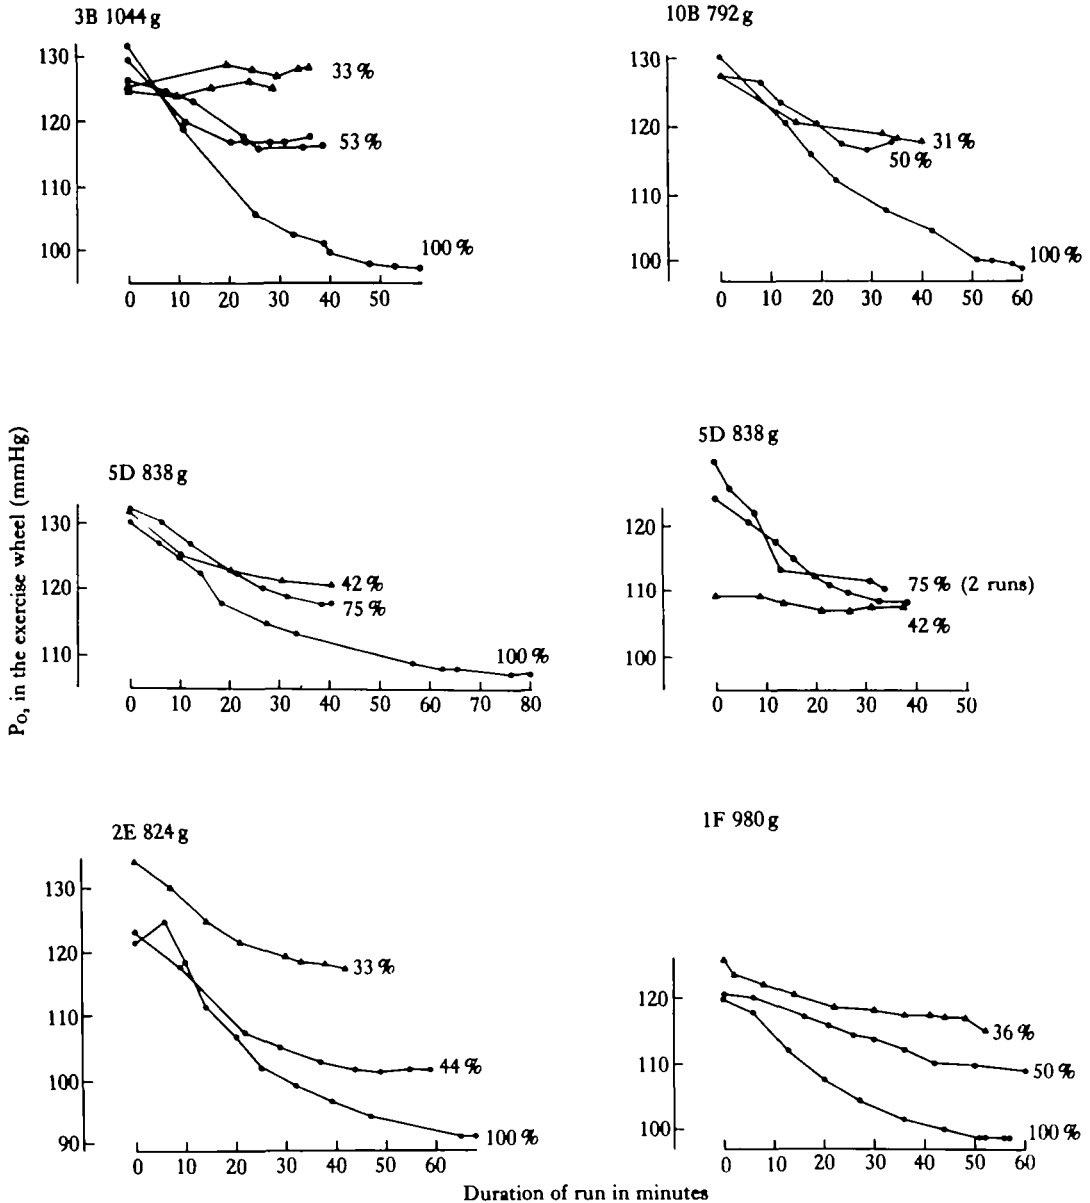 3B 1044 g
130
120
110
100
33 %
53 %
100 %
0 10 20 30 40 50
10B 792 g
130
120
110
100
31 %
50 %
100 %
0 10 20 30 40 50 60
P_O₂ in the exercise wheel (mmHg)
5D 838 g
130
120
110
42 %
75 %
100 %
0 10 20 30 40 50 60 70 80
5D 838 g
120
110
100
75 % (2 runs)
42 %
0 10 20 30 40 50
2E 824 g
130
120
110
100
90
33 %
44 %
100 %
0 10 20 30 40 50 60
1F 980 g
120
110
100
36 %
50 %
100 %
0 10 20 30 40 50 60
Duration of run in minutes